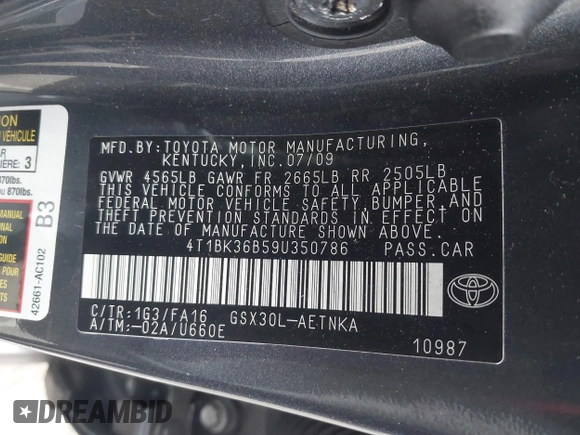 MFD.BY:TOYOTA MOTOR MANUFACTURING,
KENTUCKY,INC.07/09
GVWR 4565LB GAWR FR 2665LB RR 2505LB
THIS VEHICLE CONFORMS TO ALL APPLICABLE
FEDERAL MOTOR VEHICLE SAFETY,BUMPER,AND
THEFT PREVENTION STANDARDS IN EFFECT ON
THE DATE OF MANUFACTURE SHOWN ABOVE.
4T1BK36B59U350786 PASS.CAR
C/TR:1G3/FA16 GSX30L-AETNKA
A/TM:-02A/U660E
10987
3
870lbs.
B3
42661-AC102
DREAMBID